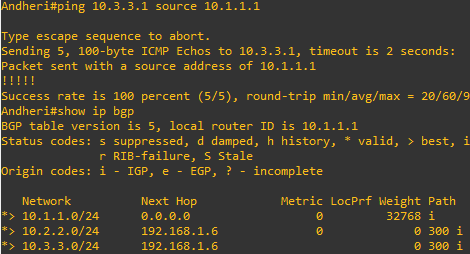 Andheri#ping 10.3.3.1 source 10.1.1.1
Type escape sequence to abort.
Sending 5, 100-byte ICMP Echos to 10.3.3.1, timeout is 2 seconds:
Packet sent with a source address of 10.1.1.1
!!!!!
Success rate is 100 percent (5/5), round-trip min/avg/max = 20/60/9
Andheri#show ip bgp
BGP table version is 5, local router ID is 10.1.1.1
Status codes: s suppressed, d damped, h history, * valid, > best, i
r RIB-failure, S Stale
Origin codes: i - IGP, e - EGP, ? - incomplete
Network Next Hop Metric LocPrf Weight Path
*> 10.1.1.0/24 0.0.0.0 0 32768 i
*> 10.2.2.0/24 192.168.1.6 0 0 300 i
*> 10.3.3.0/24 192.168.1.6 0 300 i